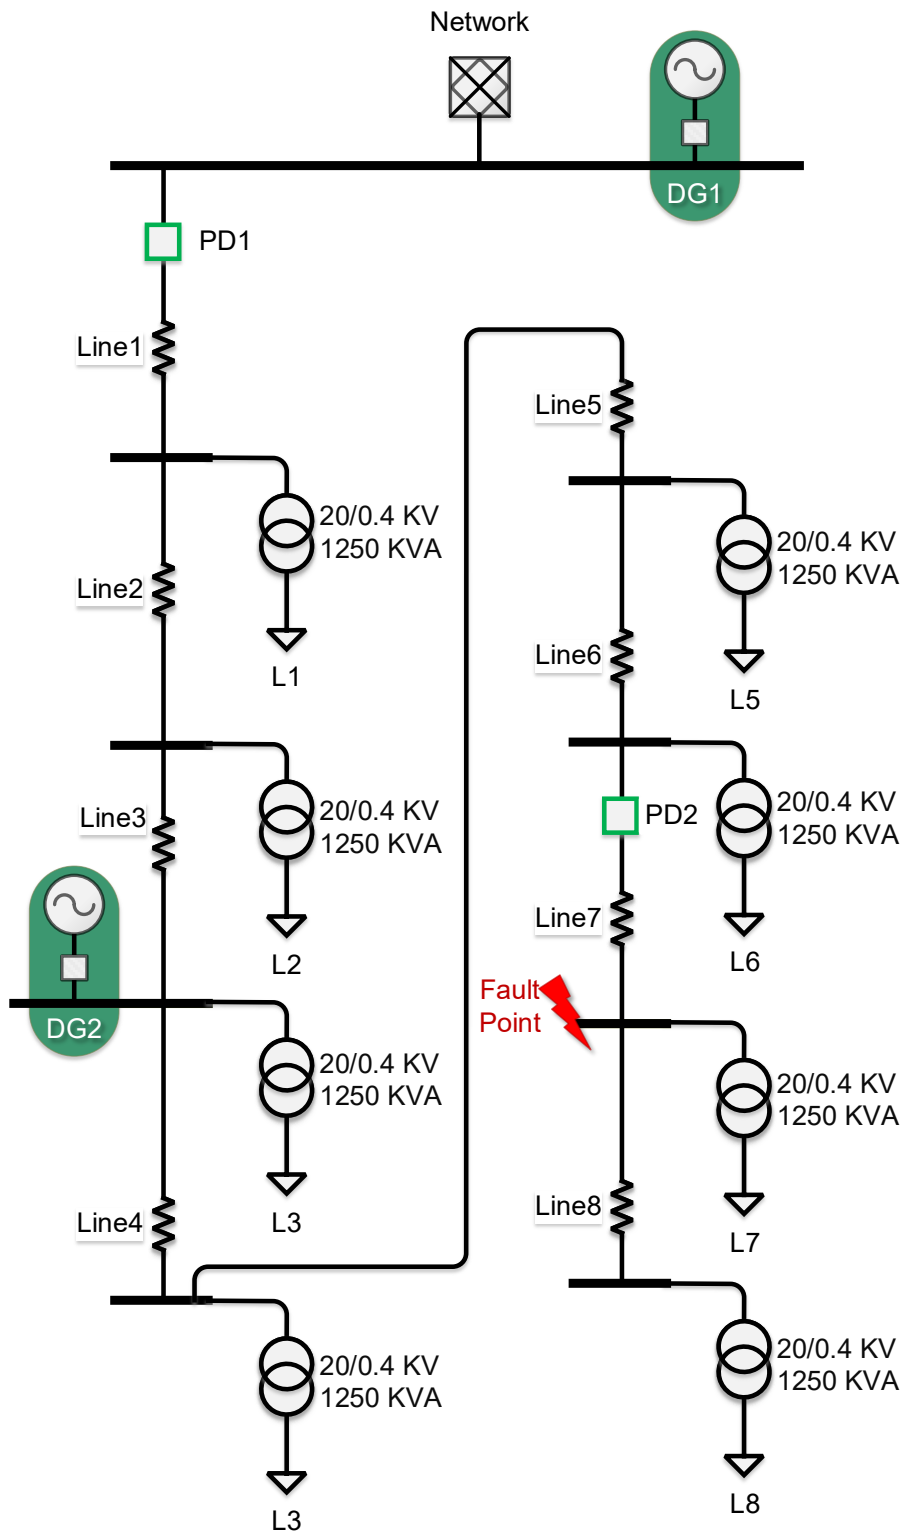 Network
DG1
PD1
Line1
20/0.4 KV
1250 KVA
L1
Line2
20/0.4 KV
1250 KVA
L2
Line3
DG2
20/0.4 KV
1250 KVA
L3
Line4
20/0.4 KV
1250 KVA
L3
Line5
20/0.4 KV
1250 KVA
L5
Line6
20/0.4 KV
1250 KVA
L6
PD2
Line7
Fault
Point
20/0.4 KV
1250 KVA
L7
Line8
20/0.4 KV
1250 KVA
L8